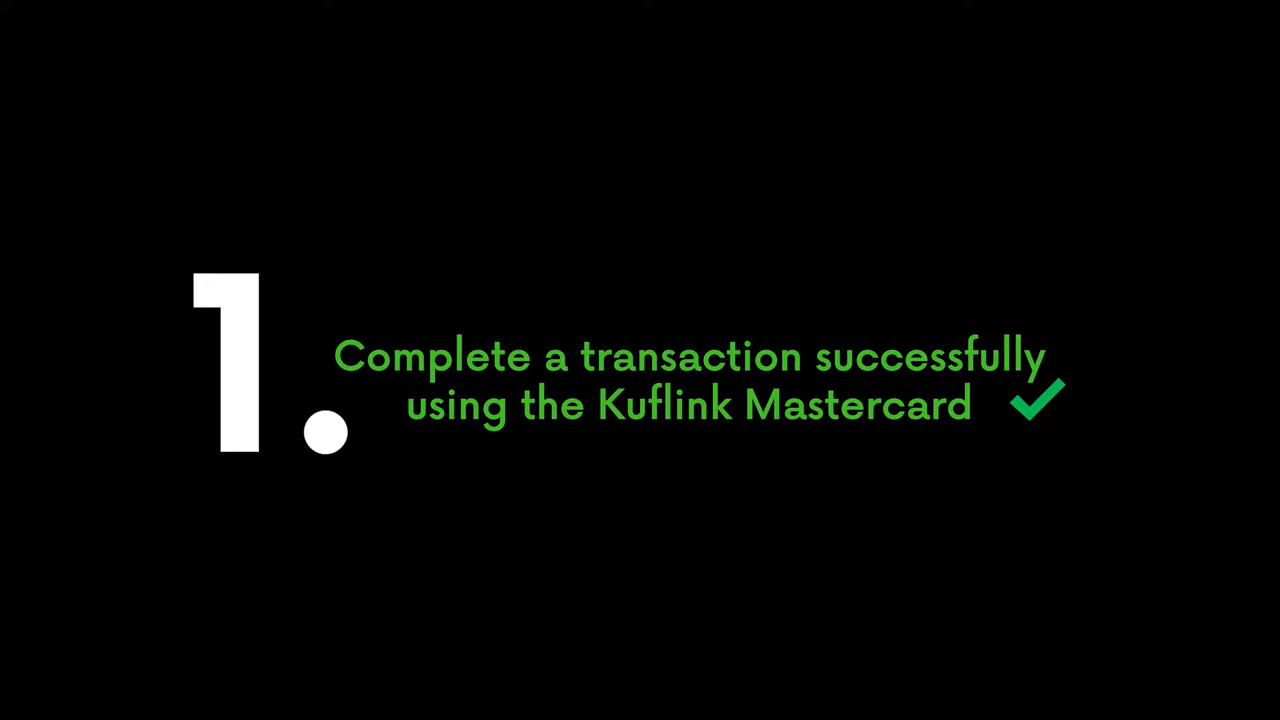 1.
Complete a transaction successfully
using the Kuflink Mastercard